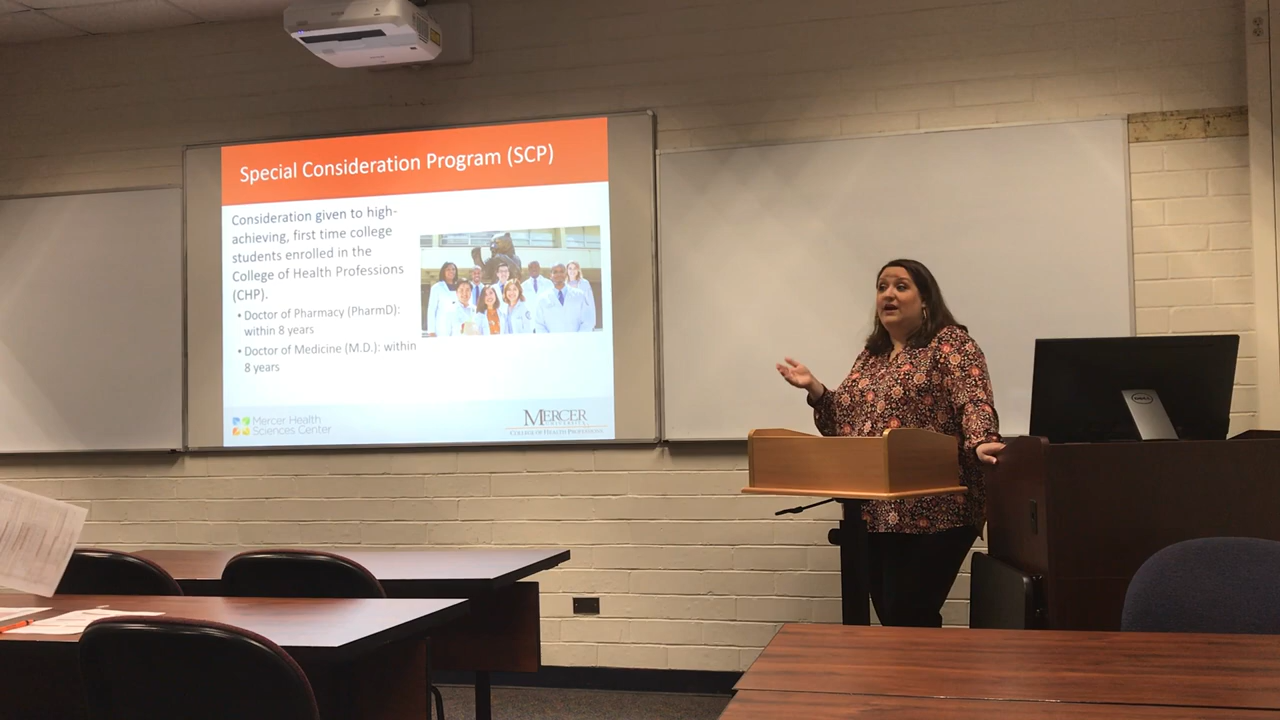 Special Consideration Program (SCP)
Consideration given to high-
achieving, first time college
students enrolled in the
College of Health Professions
(CHP).
• Doctor of Pharmacy (PharmD):
within 8 years
• Doctor of Medicine (M.D.): within
8 years
Mercer Health
Sciences Center
MERCER
UNIVERSITY
COLLEGE OF HEALTH PROFESSIONS
DELL